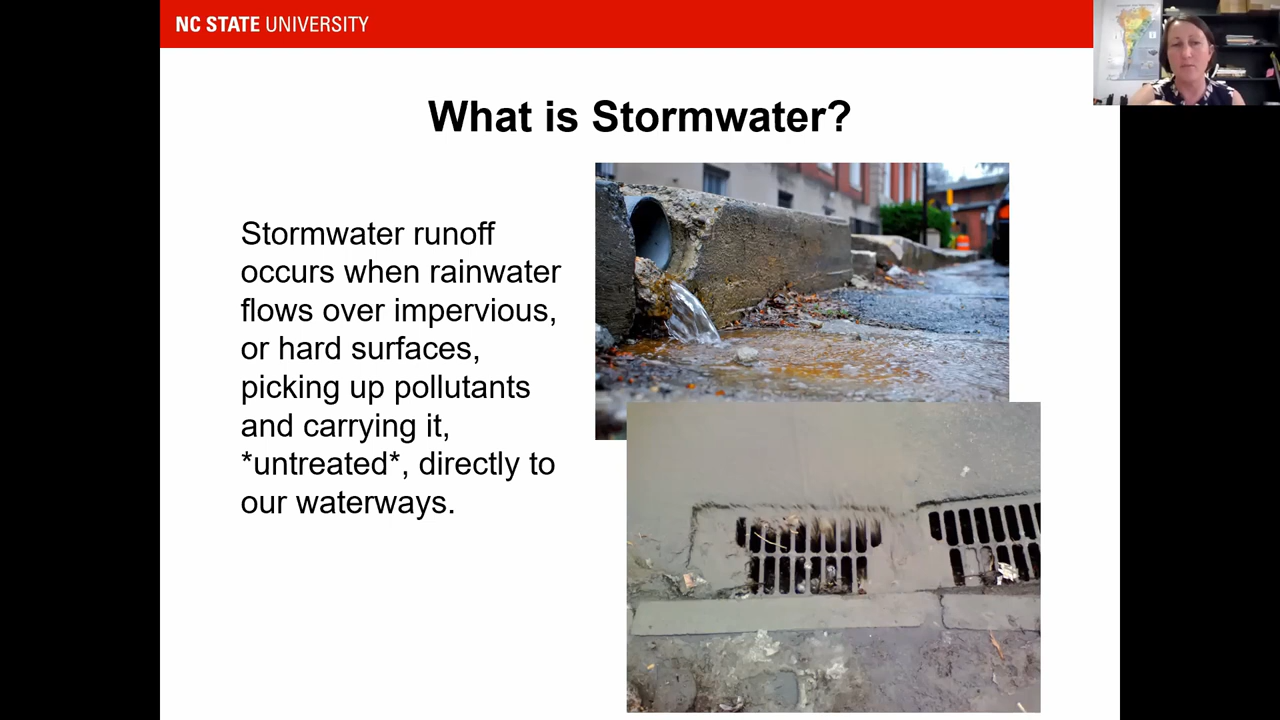 NC STATE UNIVERSITY
What is Stormwater?
Stormwater runoff
occurs when rainwater
flows over impervious,
or hard surfaces,
picking up pollutants
and carrying it,
*untreated*, directly to
our waterways.